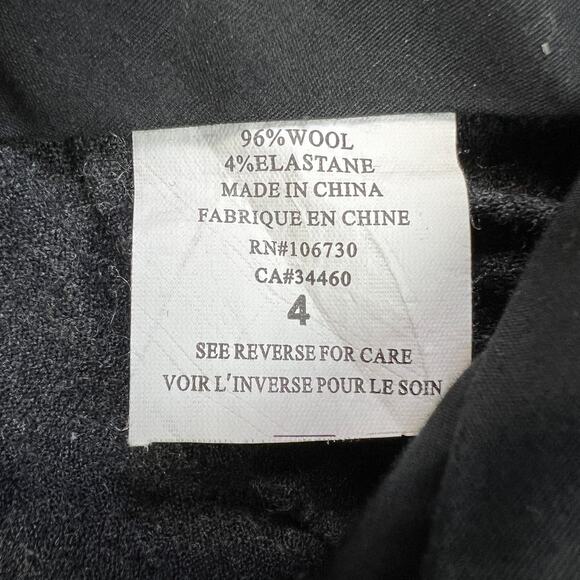 96%WOOL
4%ELASTANE
MADE IN CHINA
FABRIQUE EN CHINE
RN#106730
CA#34460
4
SEE REVERSE FOR CARE
VOIR L'INVERSE POUR LE SOIN